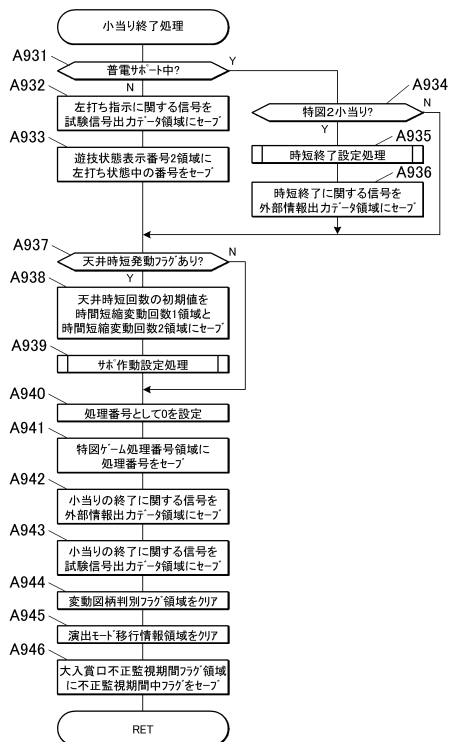 小当り終了処理
A931
普電サポート中?
Y
N
A932
左打ち指示に関する信号を
試験信号出力データ領域にセーブ
A933
遊技状態表示番号2領域に
左打ち状態中の番号をセーブ
A934
特図2小当り?
N
Y
A935
時短終了設定処理
A936
時短終了に関する信号を
外部情報出力データ領域にセーブ
A937
天井時短発動フラグあり?
N
Y
A938
天井時短回数の初期値を
時間短縮変動回数1領域と
時間短縮変動回数2領域にセーブ
A939
サポ作動設定処理
A940
処理番号として0を設定
A941
特図ゲーム処理番号領域に
処理番号をセーブ
A942
小当りの終了に関する信号を
外部情報出力データ領域にセーブ
A943
小当りの終了に関する信号を
試験信号出力データ領域にセーブ
A944
変動図柄判別フラグ領域をクリア
A945
演出モード移行情報領域をクリア
A946
大入賞口不正監視期間フラグ領域
に不正監視期間中フラグをセーブ
RET